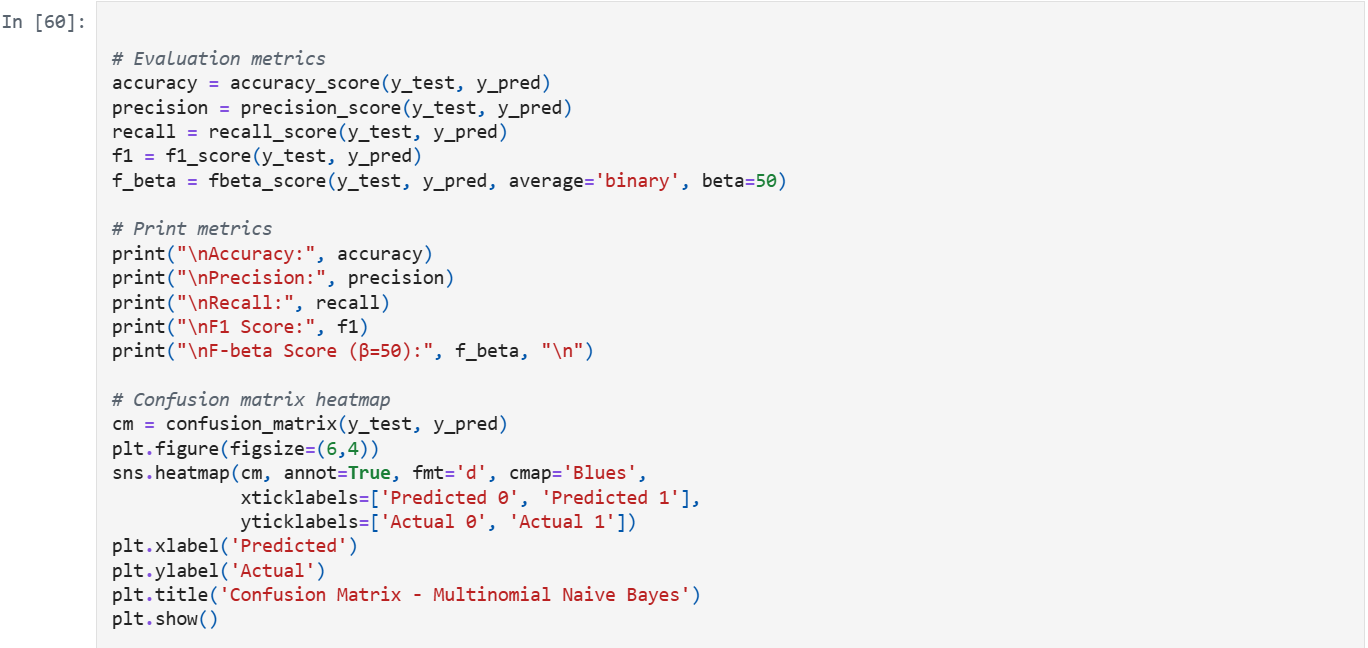 In [60]:
# Evaluation metrics
accuracy = accuracy_score(y_test, y_pred)
precision = precision_score(y_test, y_pred)
recall = recall_score(y_test, y_pred)
f1 = f1_score(y_test, y_pred)
f_beta = fbeta_score(y_test, y_pred, average='binary', beta=50)

# Print metrics
print("\nAccuracy:", accuracy)
print("\nPrecision:", precision)
print("\nRecall:", recall)
print("\nF1 Score:", f1)
print("\nF-beta Score (β=50):", f_beta, "\n")

# Confusion matrix heatmap
cm = confusion_matrix(y_test, y_pred)
plt.figure(figsize=(6,4))
sns.heatmap(cm, annot=True, fmt='d', cmap='Blues',
            xticklabels=['Predicted 0', 'Predicted 1'],
            yticklabels=['Actual 0', 'Actual 1'])
plt.xlabel('Predicted')
plt.ylabel('Actual')
plt.title('Confusion Matrix - Multinomial Naive Bayes')
plt.show()